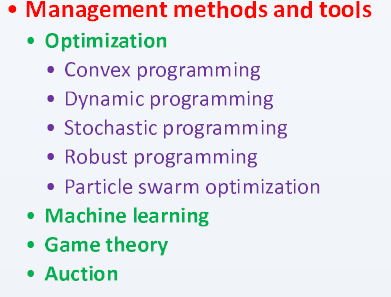 • Management methods and tools
• Optimization
• Convex programming
• Dynamic programming
• Stochastic programming
• Robust programming
• Particle swarm optimization
• Machine learning
• Game theory
• Auction